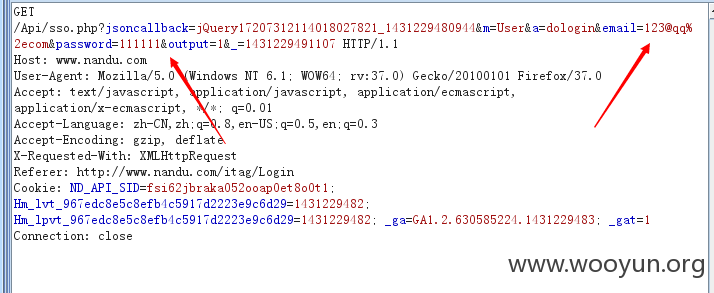 GET
/Api/sso.php?jsoncallback=jQuery17207312114018027821_1431229480944&m=User&a=dologin&email=123@qq%
2ecom&password=111111&output=1&_=1431229491107 HTTP/1.1
Host: www.nandu.com
User-Agent: Mozilla/5.0 (Windows NT 6.1; WOW64; rv:37.0) Gecko/20100101 Firefox/37.0
Accept: text/javascript, application/javascript, application/ecmascript,
application/x-ecmascript, */*; q=0.01
Accept-Language: zh-CN,zh;q=0.8,en-US;q=0.5,en;q=0.3
Accept-Encoding: gzip, deflate
X-Requested-With: XMLHttpRequest
Referer: http://www.nandu.com/itag/Login
Cookie: ND_API_SID=fsi62jbraka052ooap0et8o0t1;
Hm_lvt_967edc8e5c8efb4c5917d2223e9c6d29=1431229482;
Hm_lpvt_967edc8e5c8efb4c5917d2223e9c6d29=1431229482; _ga=GA1.2.630585224.1431229483; _gat=1
Connection: close
www.wooyun.org